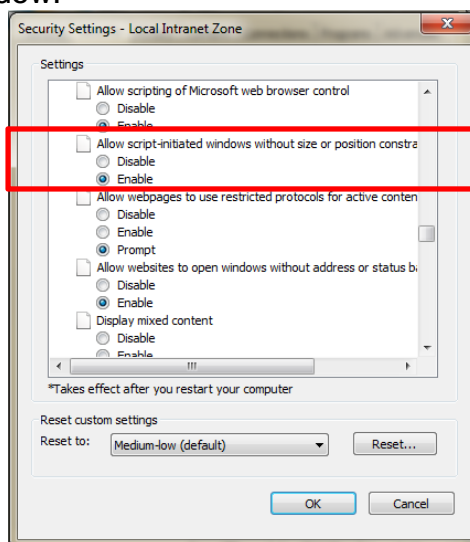 Security Settings - Local Intranet Zone
Settings
Allow scripting of Microsoft web browser control
Disable
Enable
Allow script-initiated windows without size or position constra
Disable
Enable
Allow webpages to use restricted protocols for active conten
Disable
Enable
Prompt
Allow websites to open windows without address or status ba
Disable
Enable
Display mixed content
Disable
Enable
*Takes effect after you restart your computer
Reset custom settings
Reset to:
Medium-low (default)
Reset...
OK
Cancel